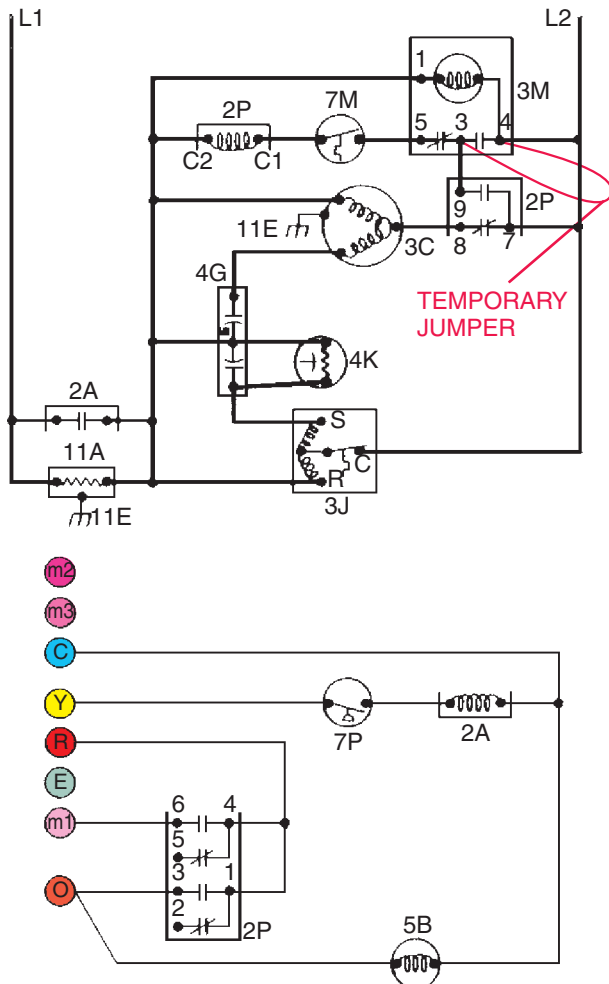 L1
L2
1
3M
2P
7M
5
3
4
C2
C1
9
2P
11E
3C
8
7
4G
TEMPORARY
JUMPER
4K
2A
S
11A
C
R
11E
3J
m2
m3
C
Y
7P
2A
R
E
6
4
m1
5
3
1
O
2
2P
5B